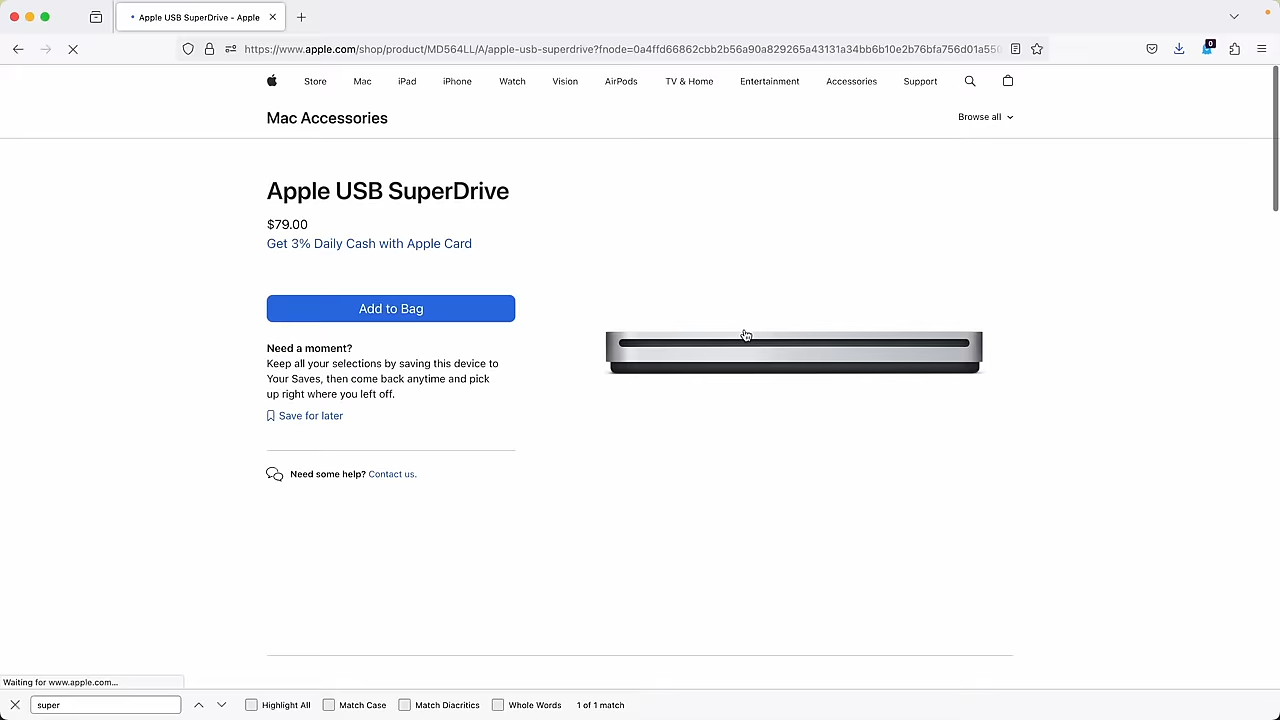 Apple USB SuperDrive - Apple
https://www.apple.com/shop/product/MD564LL/A/apple-usb-superdrive?fnode=0a4ffd66862cbb2b56a90a829265a43131a34bb6b10e2b76bfa756d01a55
0
Store Mac iPad iPhone Watch Vision AirPods TV & Home Entertainment Accessories Support
Mac Accessories
Browse all
Apple USB SuperDrive
$79.00
Get 3% Daily Cash with Apple Card
Add to Bag
Need a moment?
Keep all your selections by saving this device to
Your Saves, then come back anytime and pick
up right where you left off.
Save for later
Need some help? Contact us.
Waiting for www.apple.com...
super
Highlight All Match Case Match Diacritics Whole Words 1 of 1 match